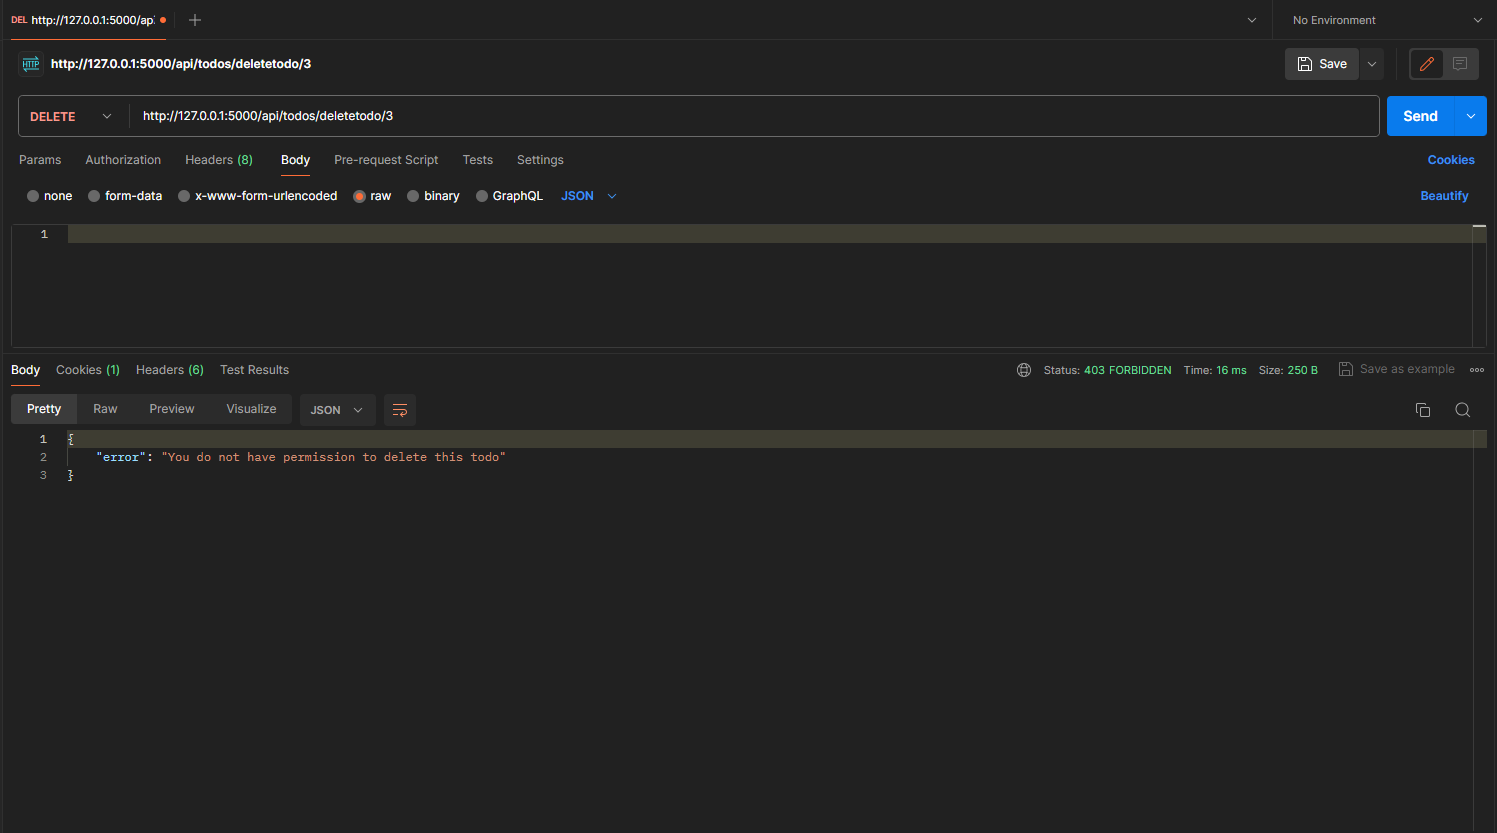 DEL http://127.0.0.1:5000/ap
No Environment
HTTP http://127.0.0.1:5000/api/todos/deletetodo/3
Save
DELETE http://127.0.0.1:5000/api/todos/deletetodo/3
Send
Params Authorization Headers (8) Body Pre-request Script Tests Settings Cookies
none form-data x-www-form-urlencoded raw binary GraphQL JSON Beautify
1
Body Cookies (1) Headers (6) Test Results Status: 403 FORBIDDEN Time: 16 ms Size: 250 B Save as example
Pretty Raw Preview Visualize JSON
1 {
2 "error": "You do not have permission to delete this todo"
3 }